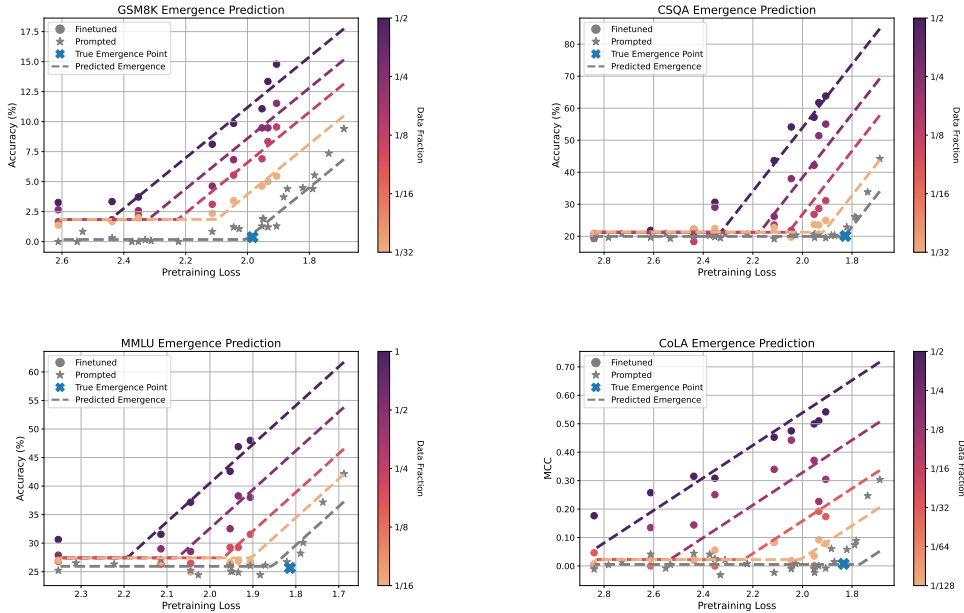 GSM8K Emergence Prediction
Accuracy (%)
17.5
15.0
12.5
10.0
7.5
5.0
2.5
0.0
Finetuned
Prompted
True Emergence Point
Predicted Emergence
2.6
2.4
2.2
2.0
1.8
Pretraining Loss
1/2
1/4
1/8
1/16
1/32
Data Fraction
CSQA Emergence Prediction
Accuracy (%)
80
70
60
50
40
30
20
Finetuned
Prompted
True Emergence Point
Predicted Emergence
2.8
2.6
2.4
2.2
2.0
1.8
Pretraining Loss
1/2
1/4
1/8
1/16
1/32
Data Fraction
MMLU Emergence Prediction
Accuracy (%)
60
55
50
45
40
35
30
25
Finetuned
Prompted
True Emergence Point
Predicted Emergence
2.3
2.2
2.1
2.0
1.9
1.8
1.7
Pretraining Loss
1
1/2
1/4
1/8
1/16
Data Fraction
CoLA Emergence Prediction
MCC
0.70
0.60
0.50
0.40
0.30
0.20
0.10
0.00
Finetuned
Prompted
True Emergence Point
Predicted Emergence
2.8
2.6
2.4
2.2
2.0
1.8
Pretraining Loss
1/2
1/4
1/8
1/16
1/32
1/64
1/128
Data Fraction